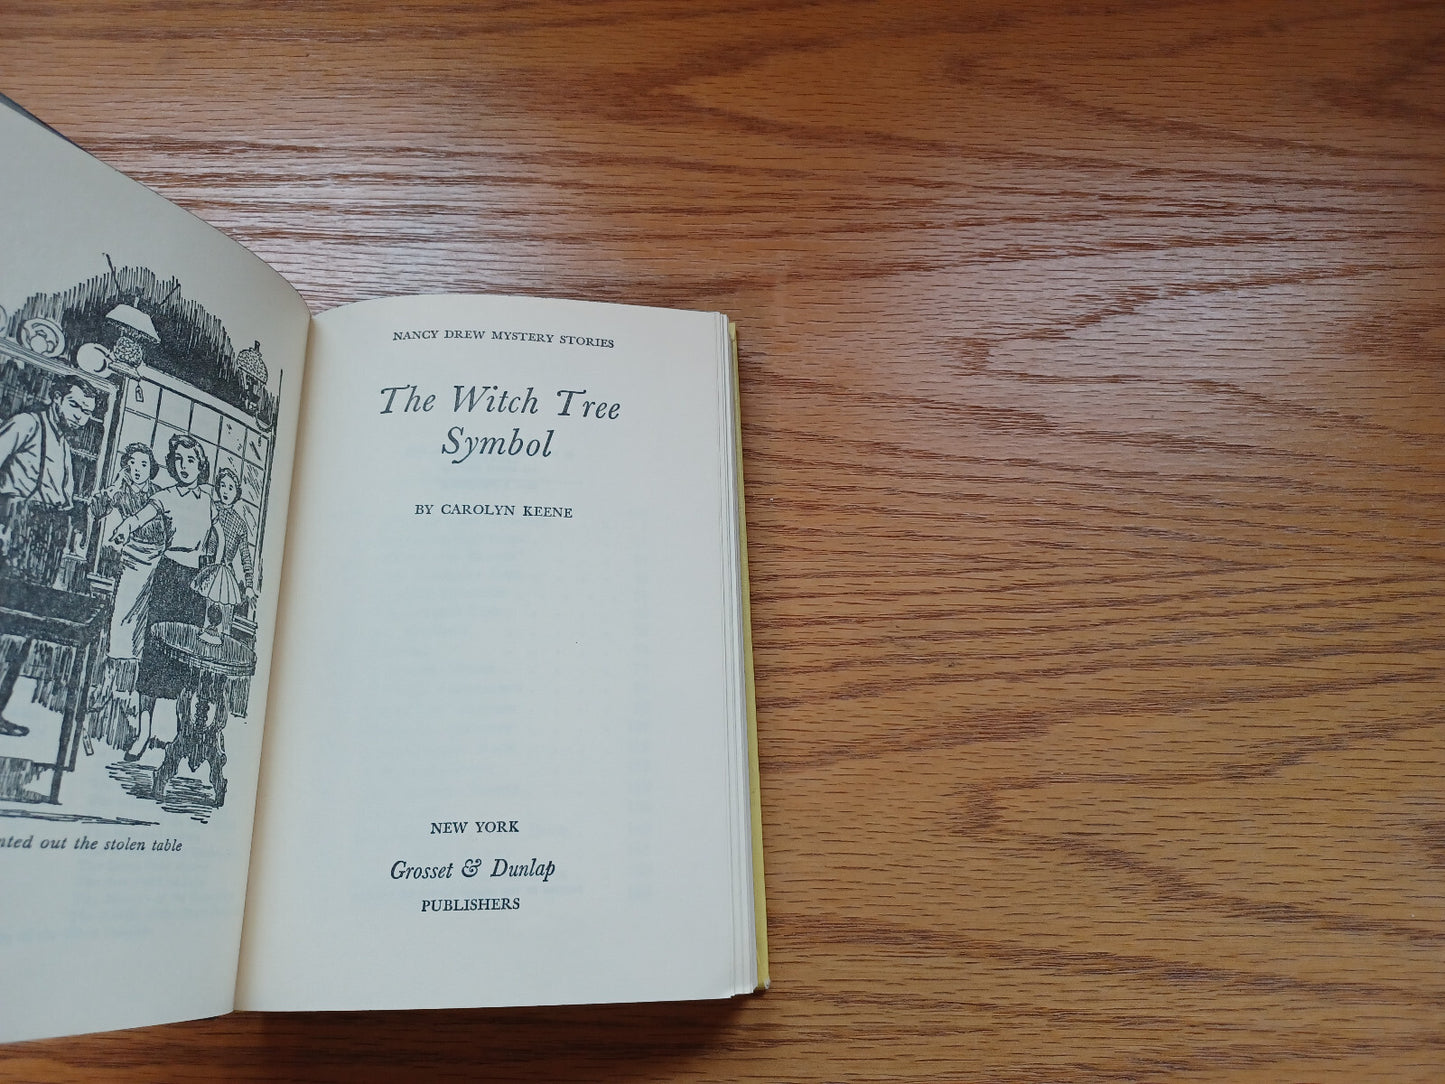 nted out the stolen table
NANCY DREW MYSTERY STORIES
The Witch Tree
Symbol
BY CAROLYN KEENE
NEW YORK
Grosset & Dunlap
PUBLISHERS